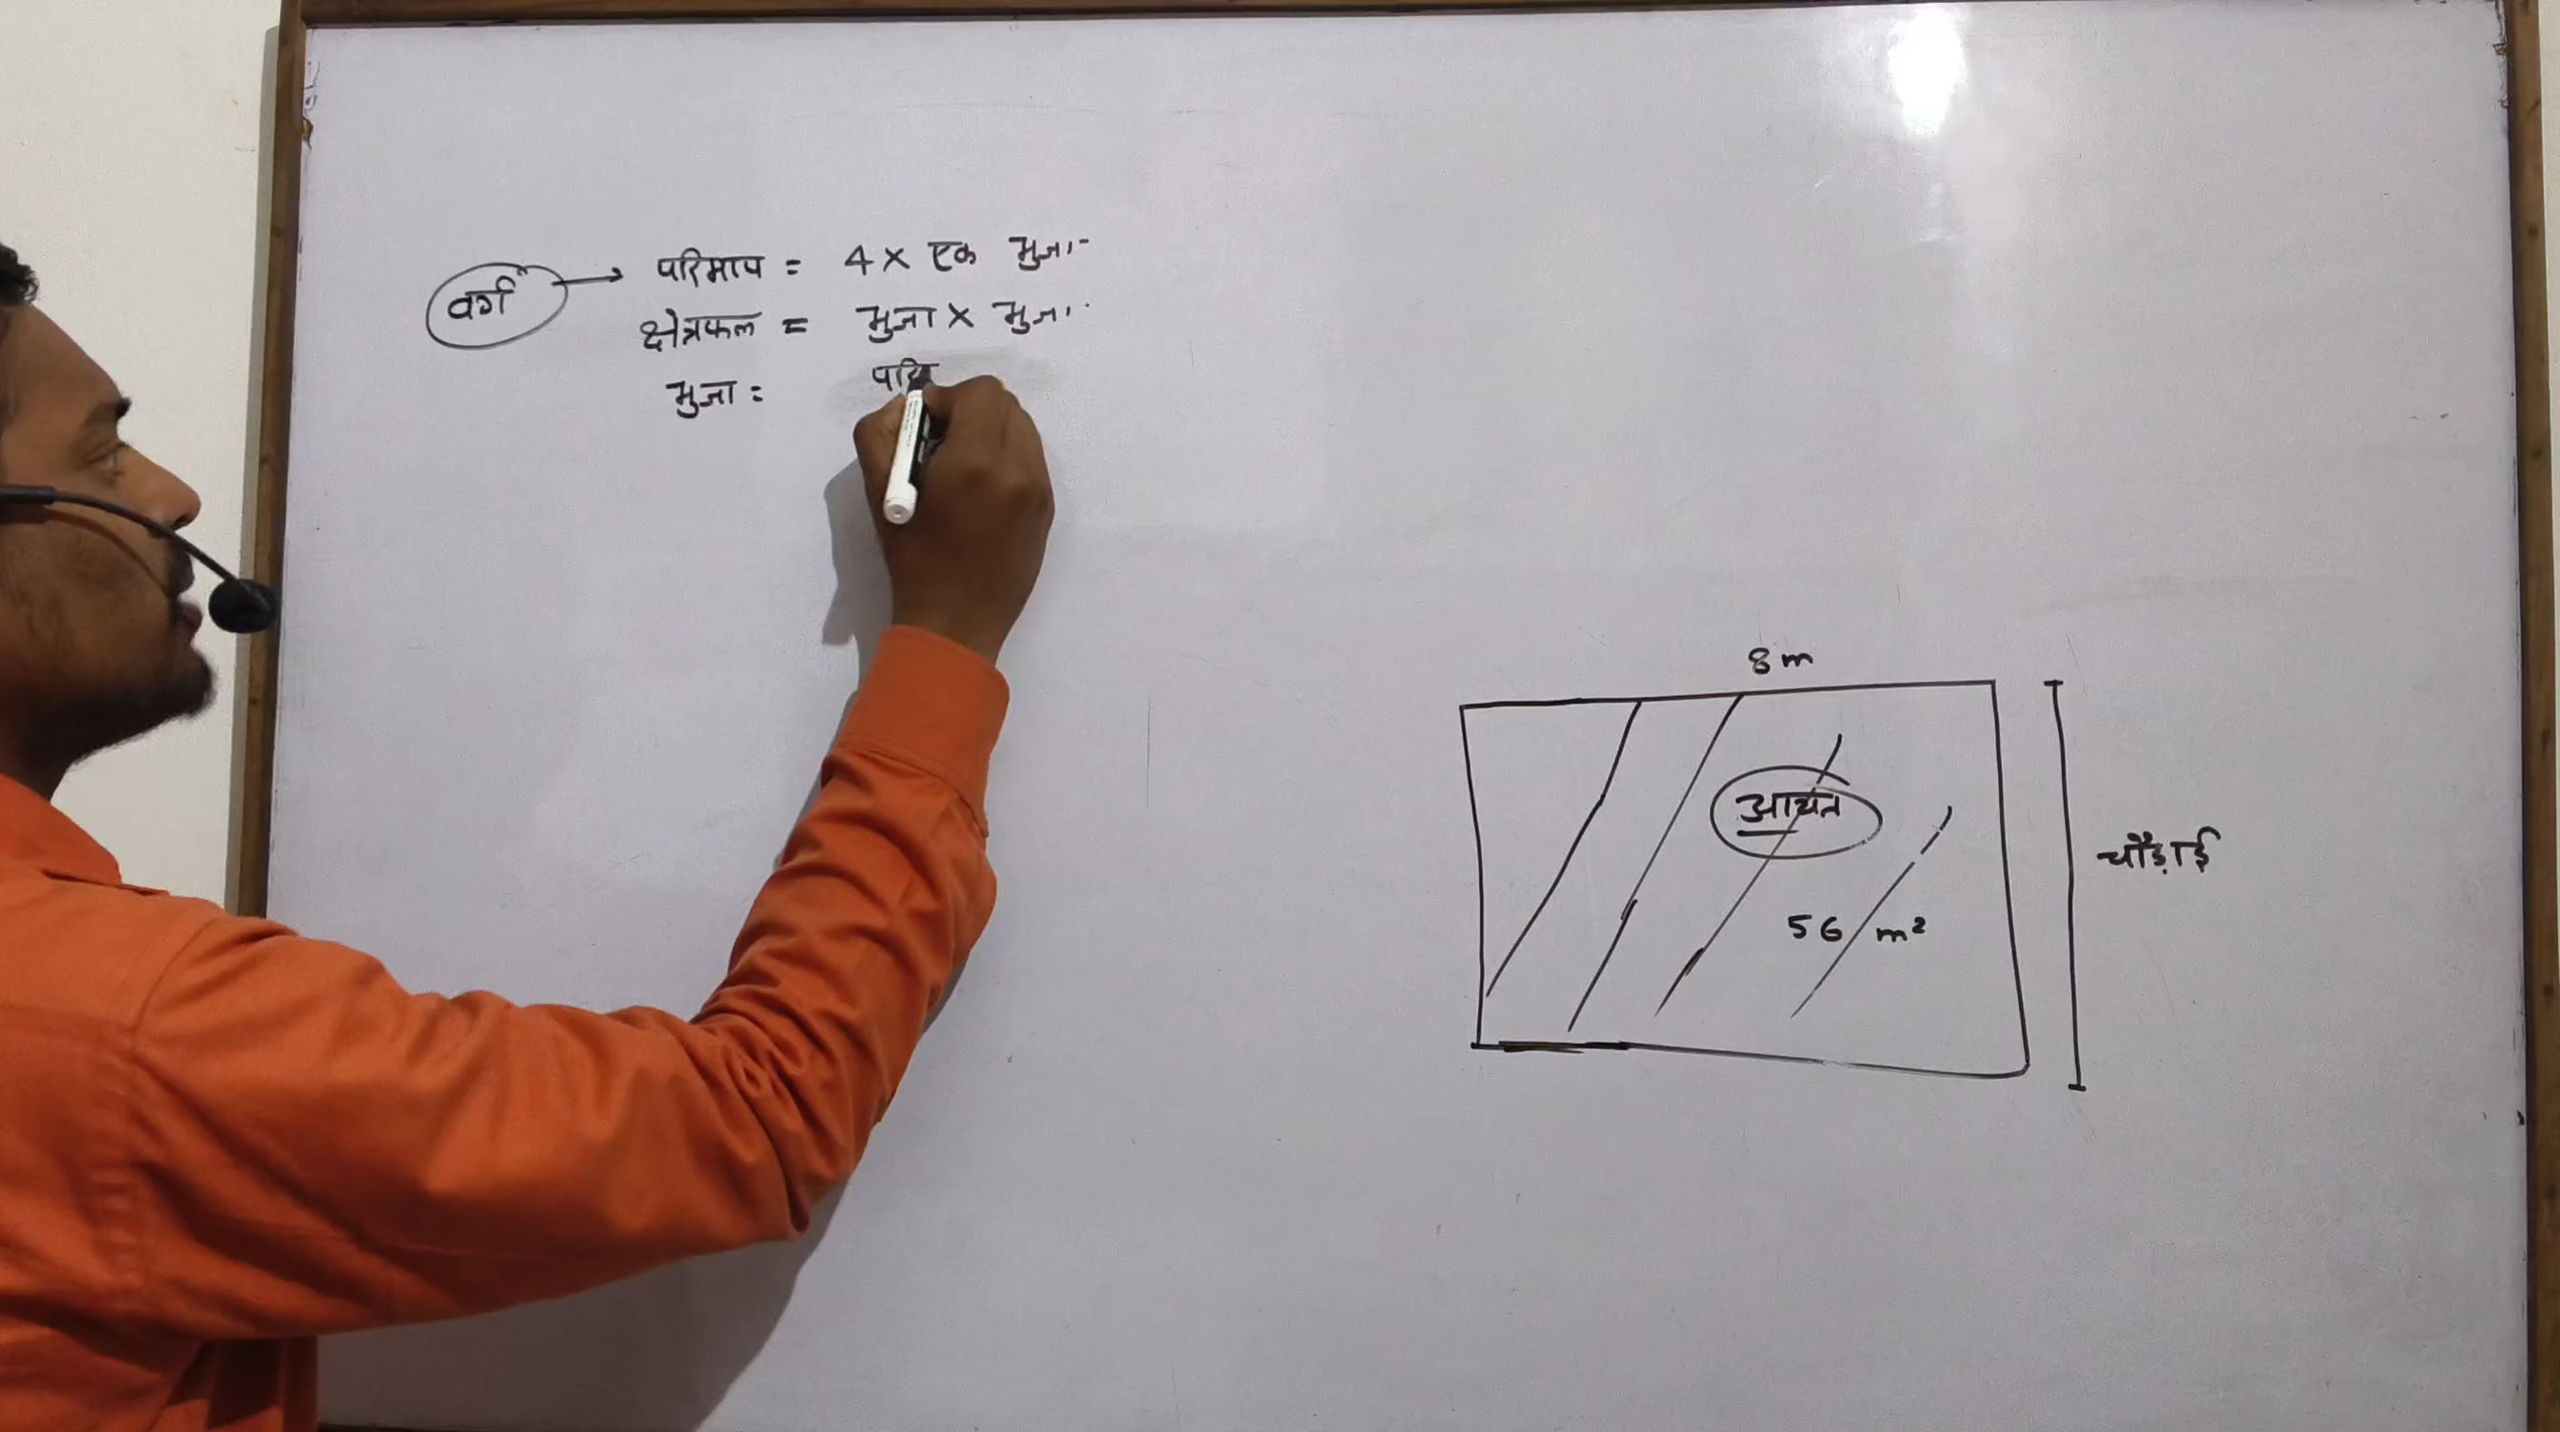 वर्ग → परिमाप = 4 × एक भुजा
क्षेत्रफल = भुजा × भुजा
भुजा = परि
8 m
आयत
चौड़ाई
56 m²